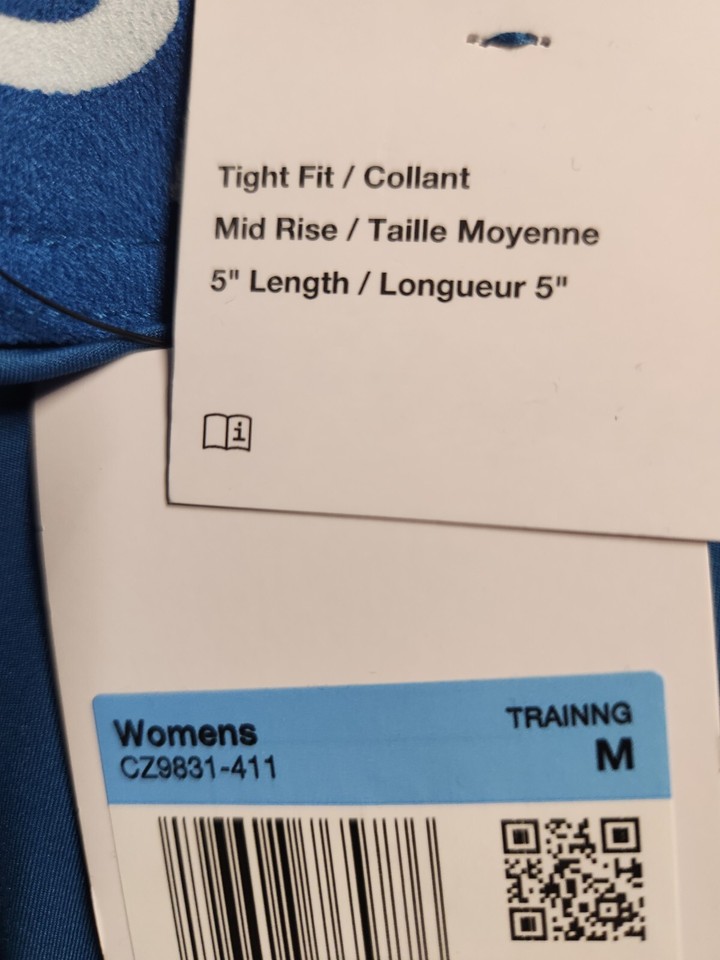 Tight Fit / Collant
Mid Rise / Taille Moyenne
5" Length / Longueur 5"
i
Womens
CZ9831-411
TRAINNG
M